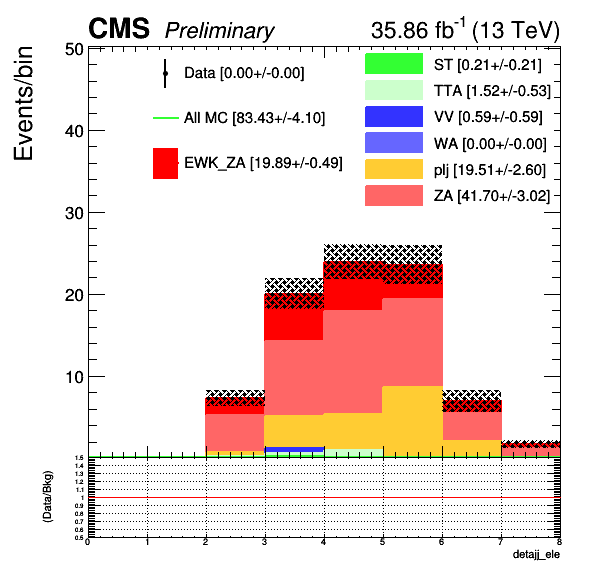 CMS Preliminary 35.86 fb-1 (13 TeV)
Events/bin
50
40
30
20
10
Data [0.00+/-0.00]
All MC [83.43+/-4.10]
EWK_ZA [19.89+/-0.49]
ST [0.21+/-0.21]
TTA [1.52+/-0.53]
VV [0.59+/-0.59]
WA [0.00+/-0.00]
plj [19.51+/-2.60]
ZA [41.70+/-3.02]
(Data/Bkg)
1.5
1.4
1.3
1.2
1.1
1
0.9
0.8
0.7
0.6
0.5
0 1 2 3 4 5 6 7 8
detajj_ele